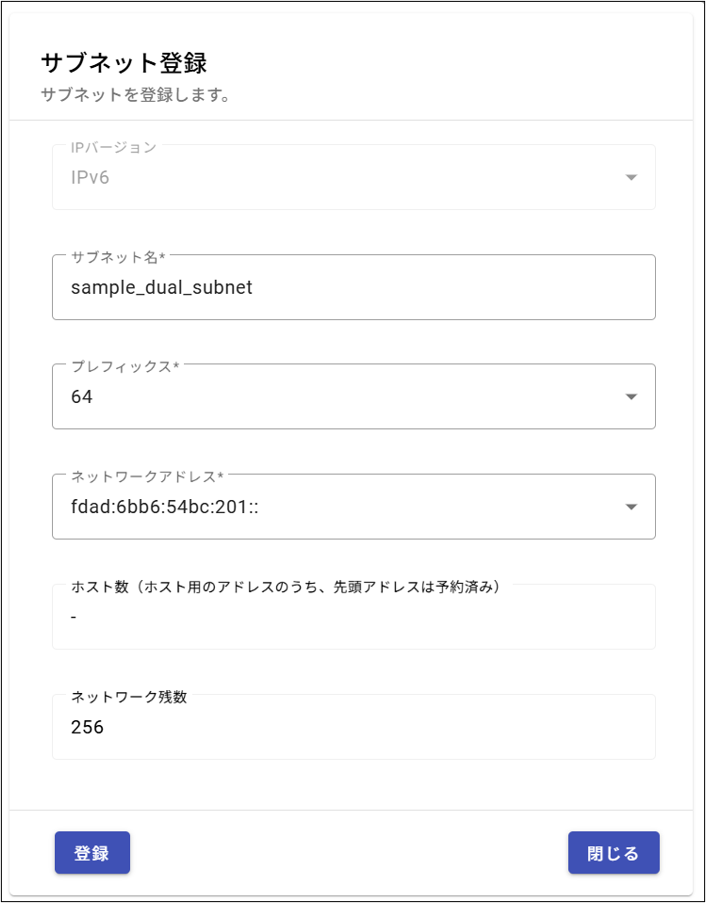 サブネット登録
サブネットを登録します。
IPバージョン
IPv6
サブネット名*
sample_dual_subnet
プレフィックス*
64
ネットワークアドレス*
fdad:6bb6:54bc:201::
ホスト数（ホスト用のアドレスのうち、先頭アドレスは予約済み）
-
ネットワーク残数
256
登録
閉じる